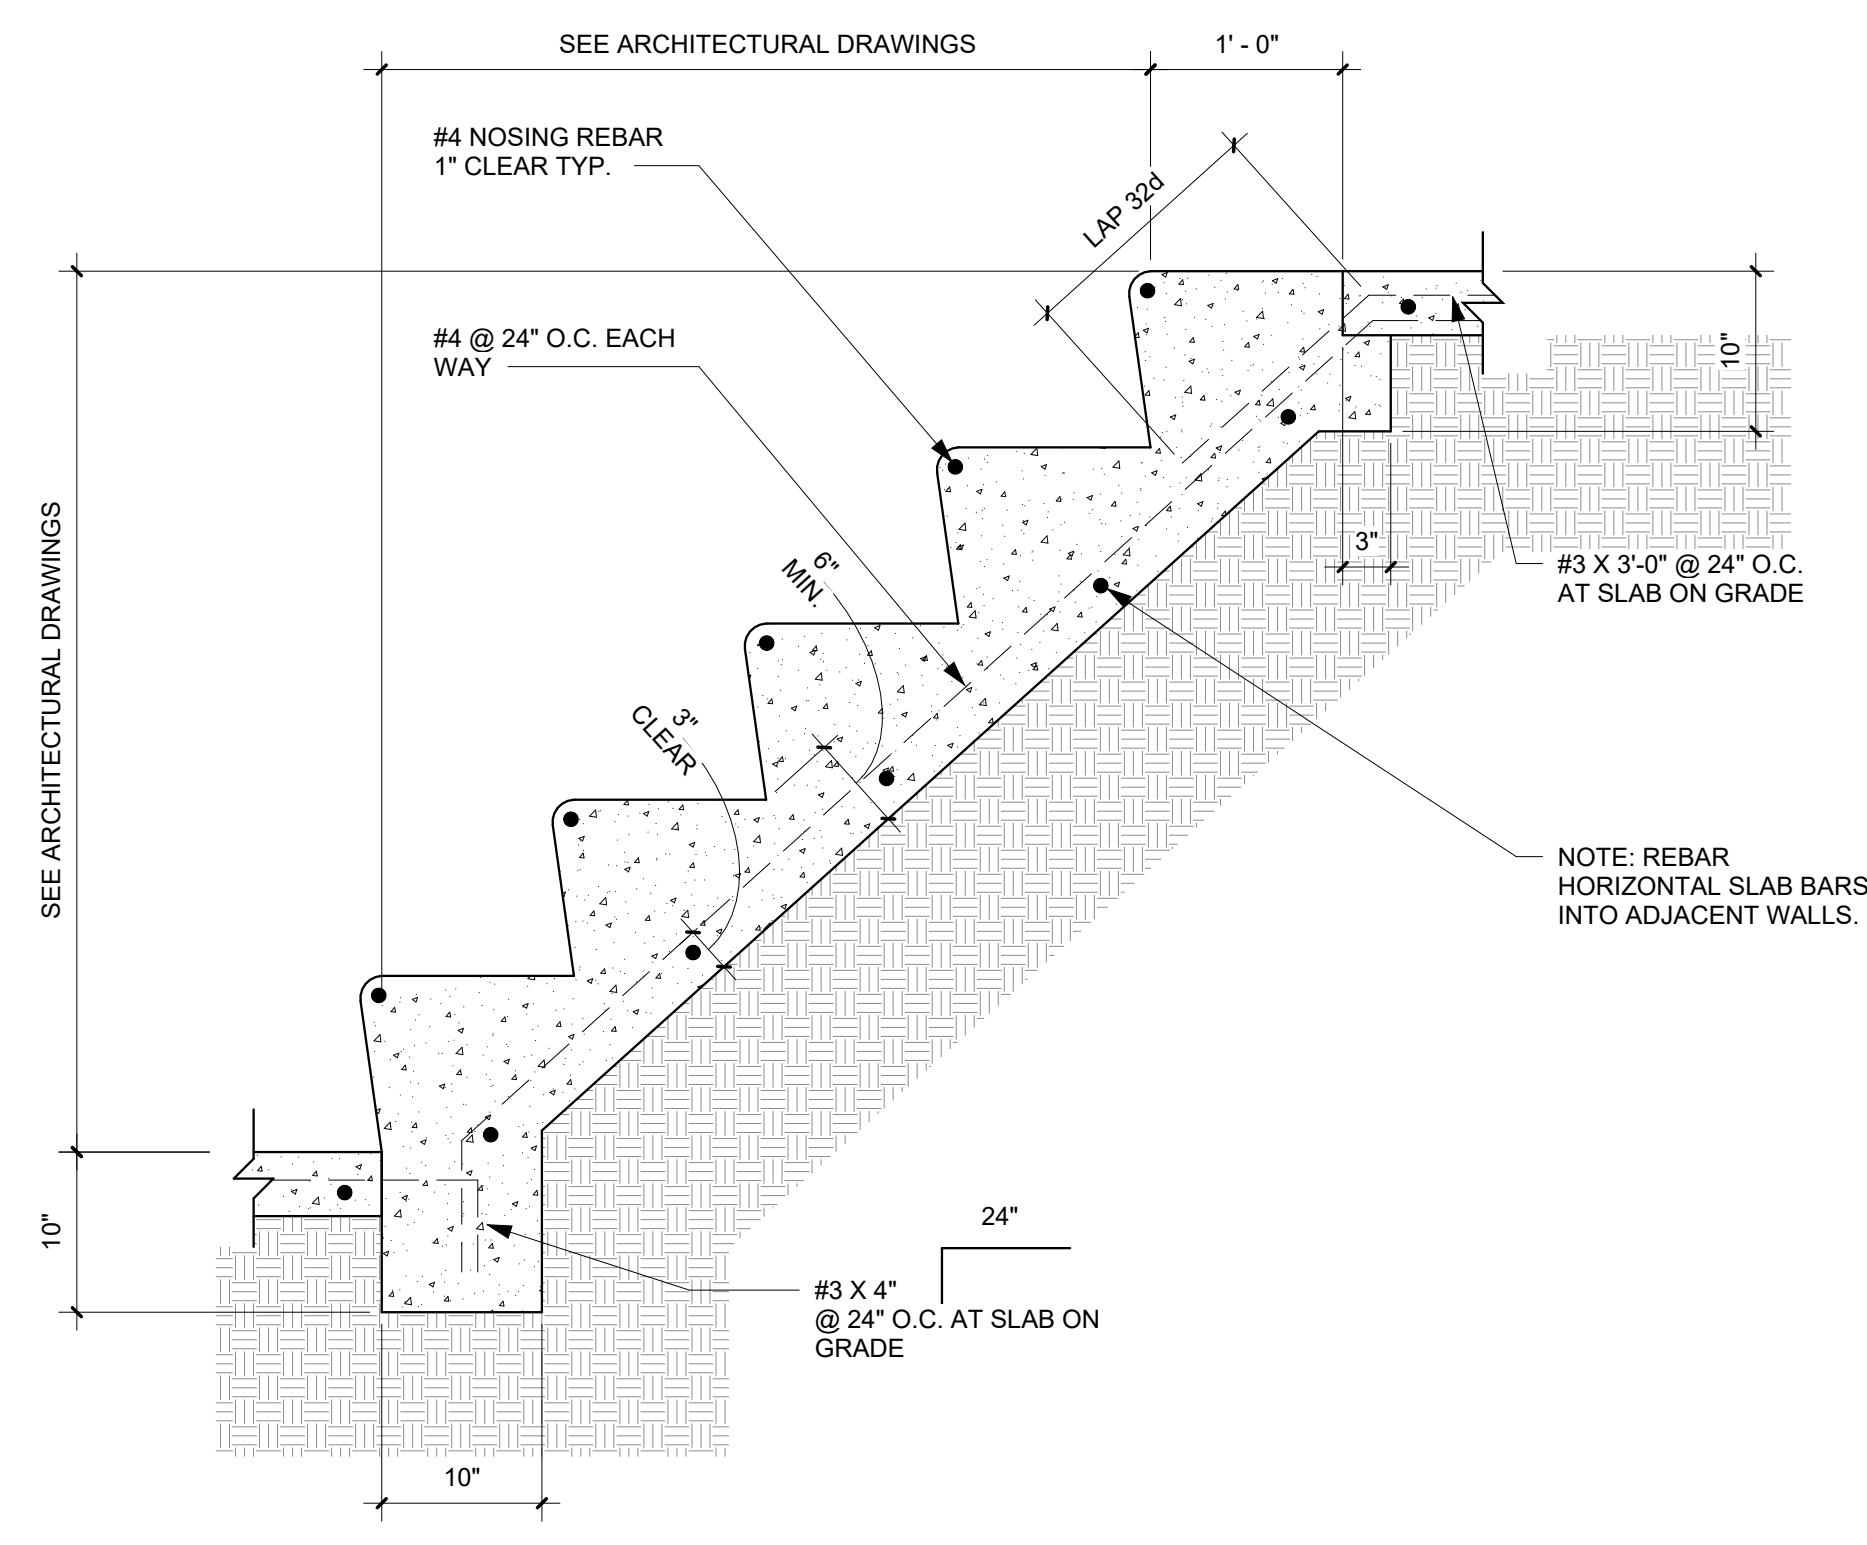 SEE ARCHITECTURAL DRAWINGS
1' - 0"
#4 NOSING REBAR
1" CLEAR TYP.
LAP 32d
#4 @ 24" O.C. EACH
WAY
10"
SEE ARCHITECTURAL DRAWINGS
6"
MIN.
3"
#3 X 3'-0" @ 24" O.C.
AT SLAB ON GRADE
3"
CLEAR
NOTE: REBAR
HORIZONTAL SLAB BARS
INTO ADJACENT WALLS.
10"
24"
#3 X 4"
@ 24" O.C. AT SLAB ON
GRADE
10"